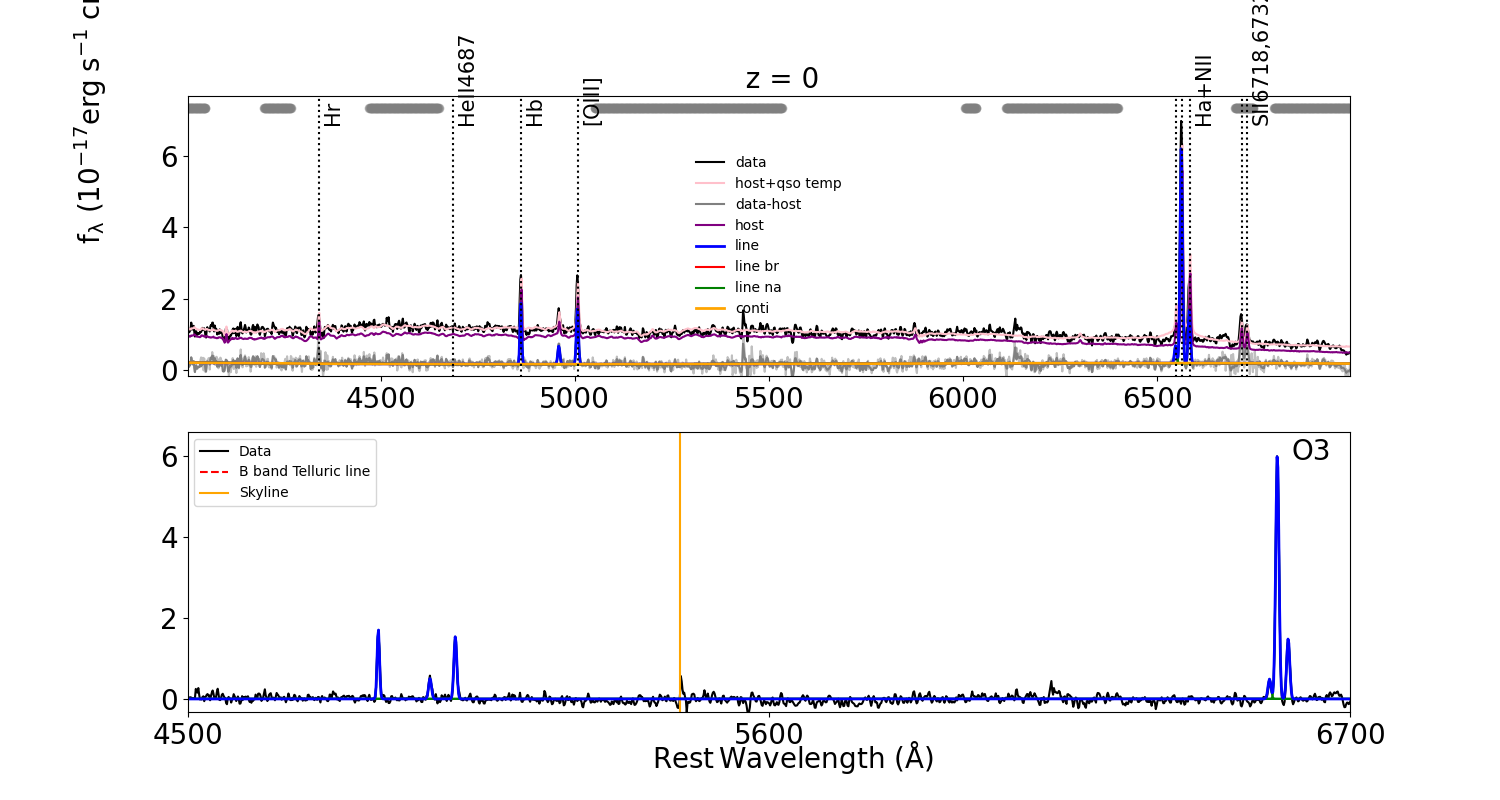 z = 0
fλ (10−17erg s−1 c
Hr
HeII4687
Hb
[OIII]
Ha+NII
SII6718,673
data
host+qso temp
data-host
host
line
line br
line na
conti
6
4
2
0
4500
5000
5500
6000
6500
Data
B band Telluric line
Skyline
O3
6
4
2
0
4500
5600
6700
Rest Wavelength (Å)